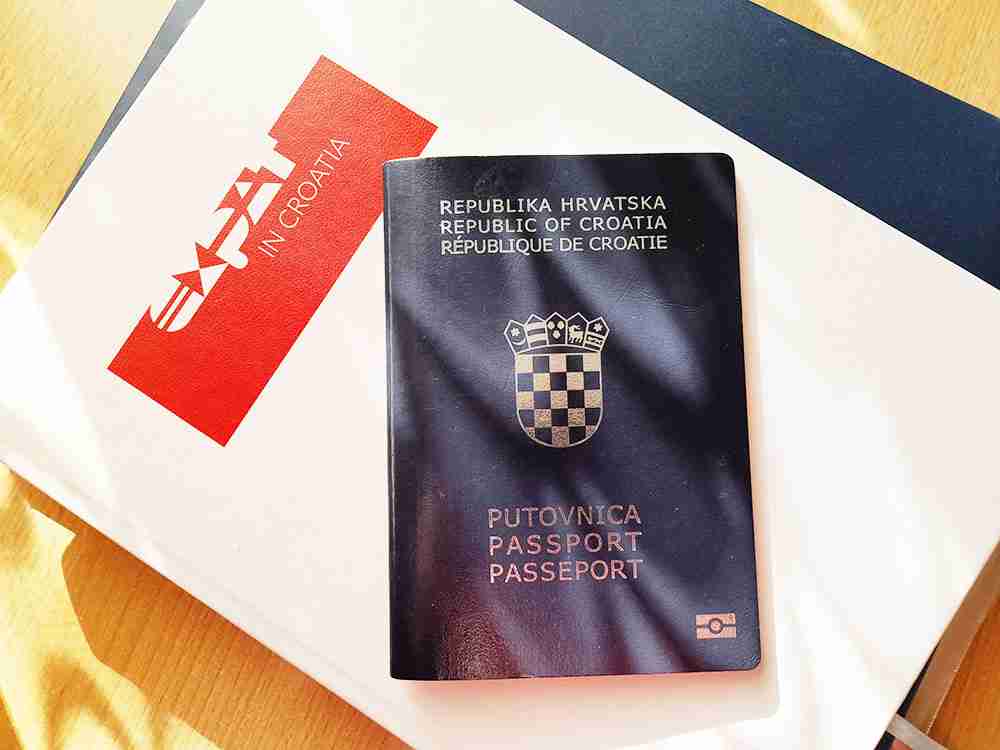 EXPAT
IN CROATIA
REPUBLIKA HRVATSKA
REPUBLIC OF CROATIA
RÉPUBLIQUE DE CROATIE
PUTOVNICA
PASSPORT
PASSEPORT